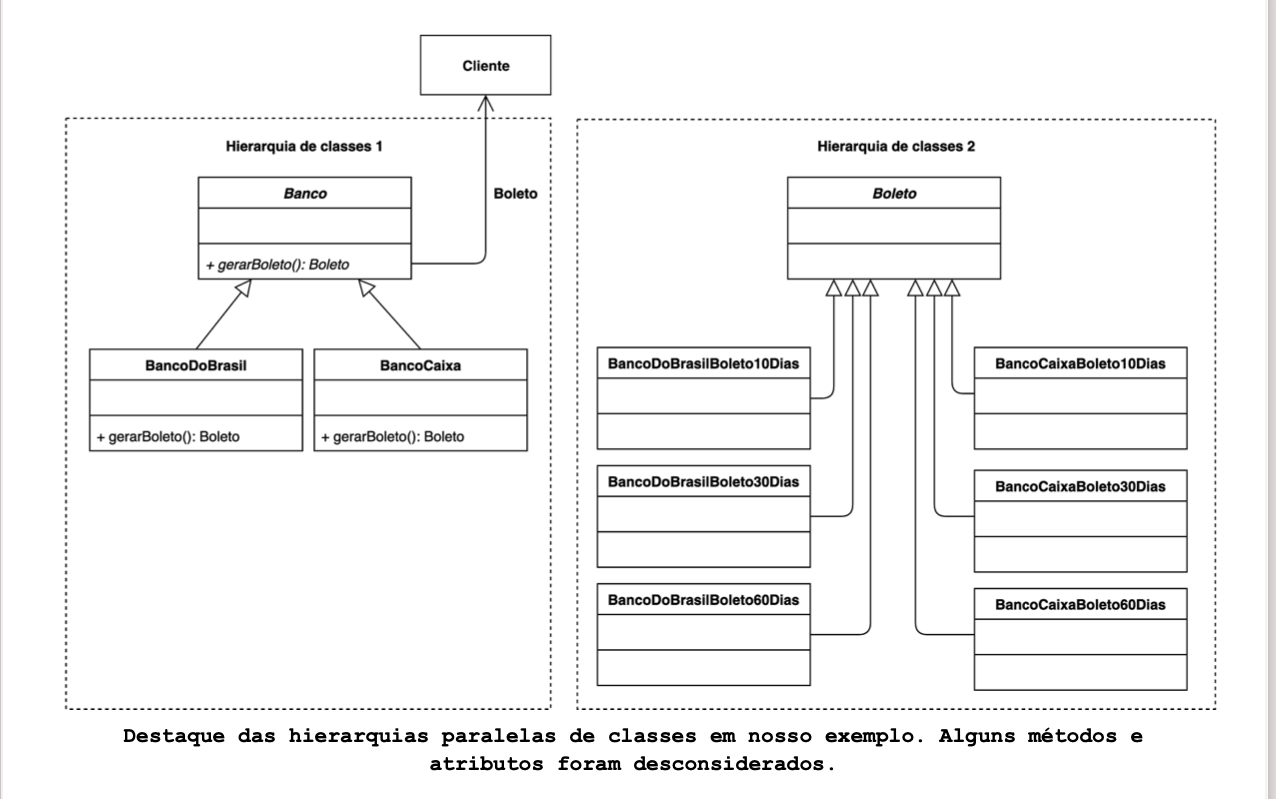 Cliente
Hierarquia de classes 1
Banco
+ gerarBoleto(): Boleto
Boleto
BancoDoBrasil
+ gerarBoleto(): Boleto
BancoCaixa
+ gerarBoleto(): Boleto
Hierarquia de classes 2
Boleto
BancoDoBrasilBoleto10Dias
BancoCaixaBoleto10Dias
BancoDoBrasilBoleto30Dias
BancoCaixaBoleto30Dias
BancoDoBrasilBoleto60Dias
BancoCaixaBoleto60Dias
Destaque das hierarquias paralelas de classes em nosso exemplo. Alguns métodos e
atributos foram desconsiderados.